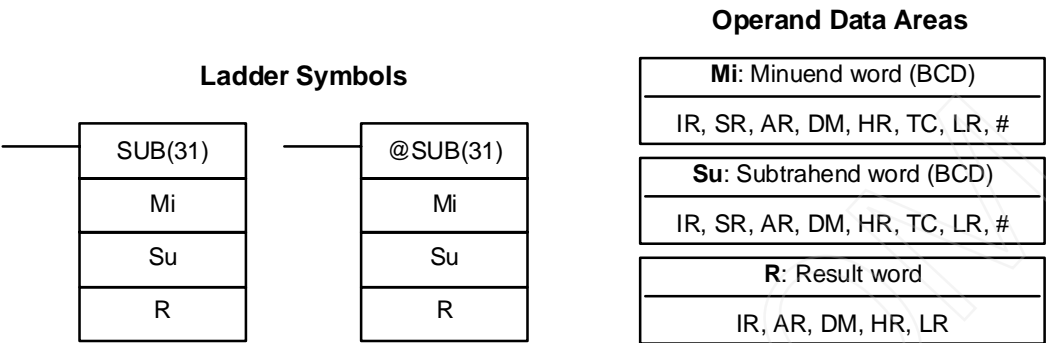 Operand Data Areas
Ladder Symbols
Mi: Minuend word (BCD)
IR, SR, AR, DM, HR, TC, LR, #
Su: Subtrahend word (BCD)
IR, SR, AR, DM, HR, TC, LR, #
R: Result word
IR, AR, DM, HR, LR
SUB(31)
Mi
Su
R
@SUB(31)
Mi
Su
R